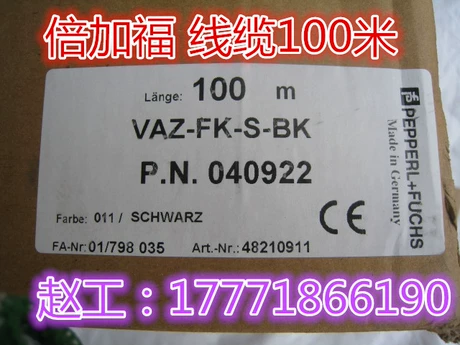 倍加福 线缆100米
Länge: 100 m
VAZ-FK-S-BK
P.N. 040922
Farbe: 011 / SCHWARZ
FA-Nr: 01/798 035 Art.-Nr.: 48210911
CE
PEPPERL+FUCHS
Made in Germany
赵工：17771866190